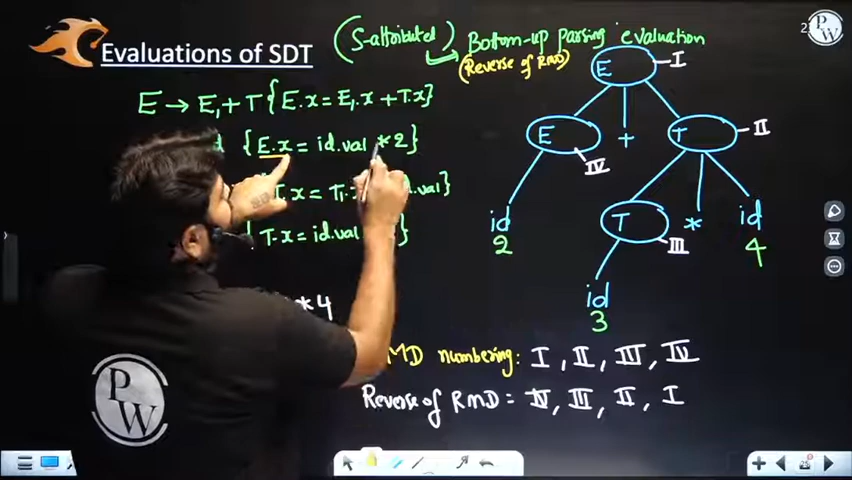 Evaluations of SDT
(S-attributed) Bottom-up parsing evaluation
(Reverse of RMD)
E → E₁ + T {E.x = E₁.x + T.x}
{E.x = id.val * 2}
T.x = T₁.x .val}
{T.x = id.val }
* 4
E I
E + T II
IV
id T * id
2 III 4
id
3
MD numbering: I, II, III, IV
Reverse of RMD = IV, III, II, I
P W
P W